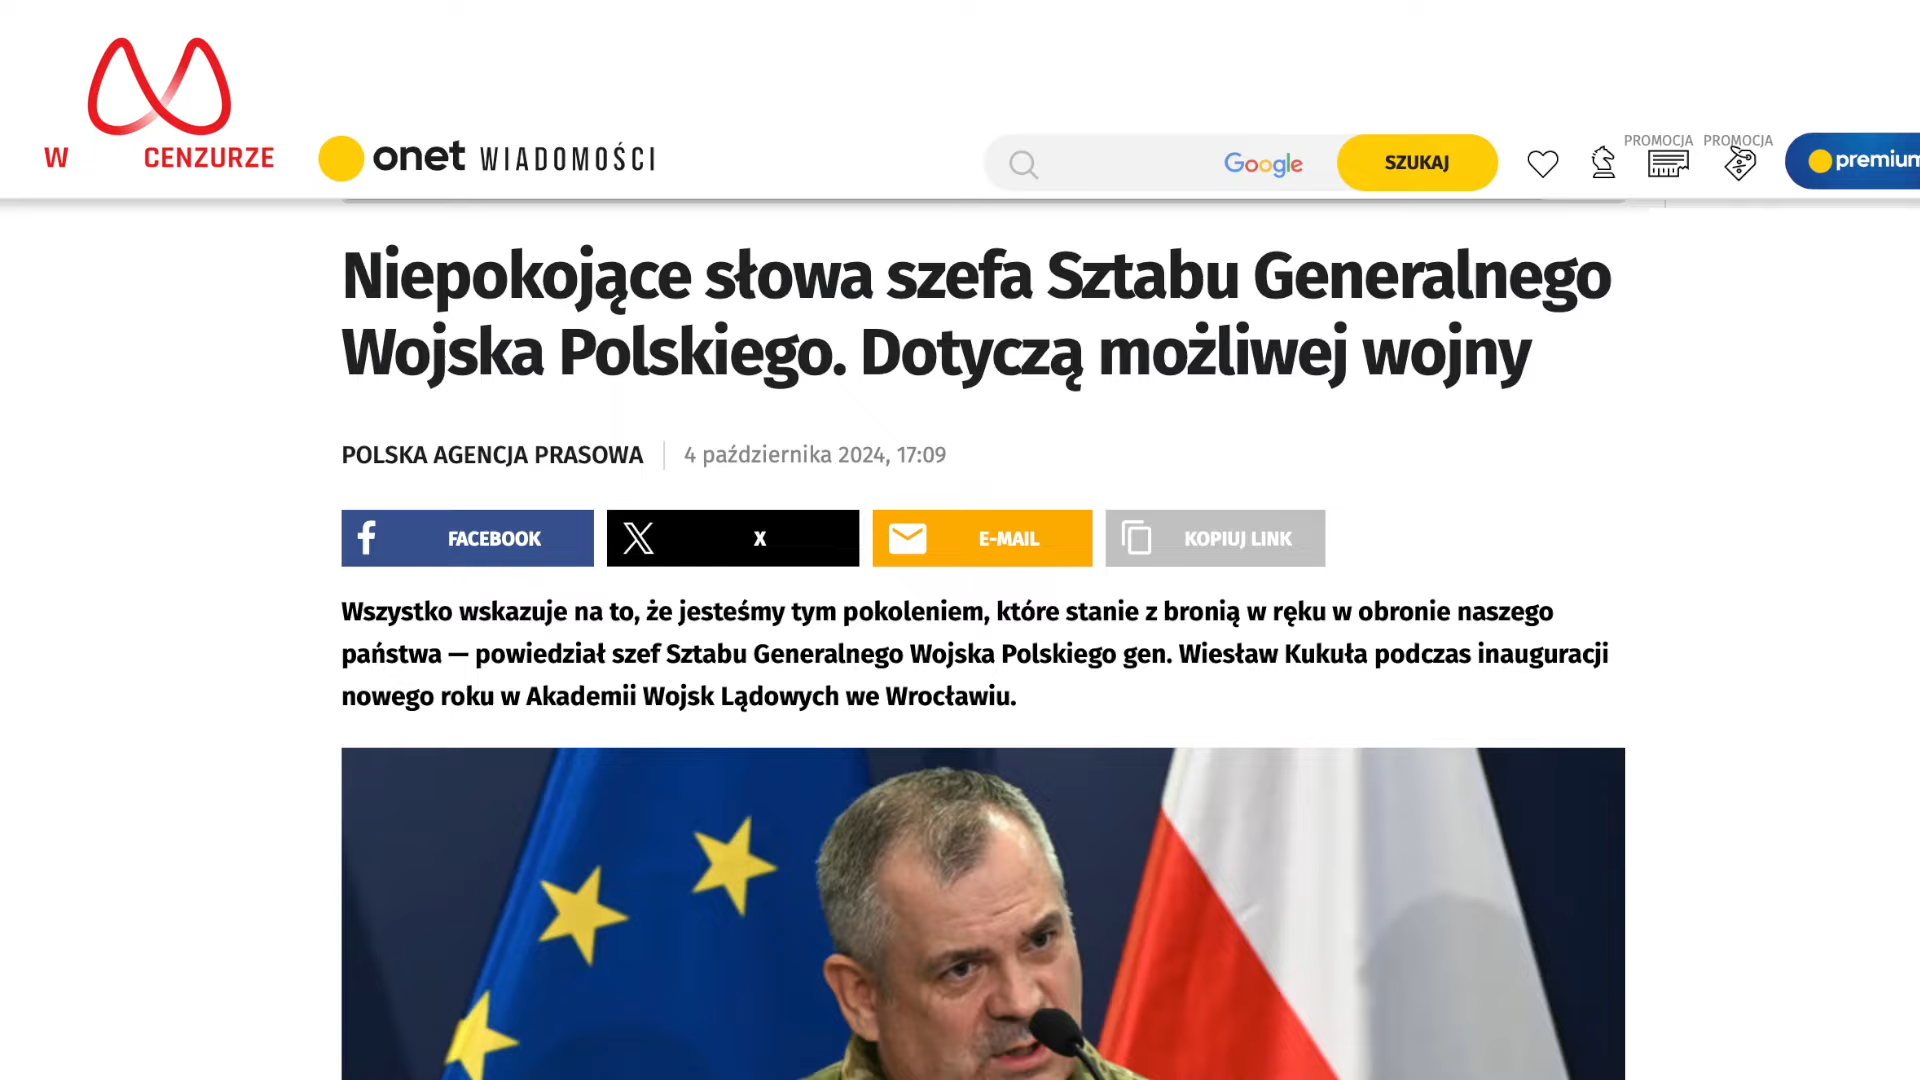 W CENZURZE
onet WIADOMOŚCI
Google
SZUKAJ
PROMOCJA
PROMOCJA
premium
Niepokojące słowa szefa Sztabu Generalnego
Wojska Polskiego. Dotyczą możliwej wojny
POLSKA AGENCJA PRASOWA
4 października 2024, 17:09
FACEBOOK
X
E-MAIL
KOPIUJ LINK
Wszystko wskazuje na to, że jesteśmy tym pokoleniem, które stanie z bronią w ręku w obronie naszego
państwa — powiedział szef Sztabu Generalnego Wojska Polskiego gen. Wiesław Kukuła podczas inauguracji
nowego roku w Akademii Wojsk Lądowych we Wrocławiu.